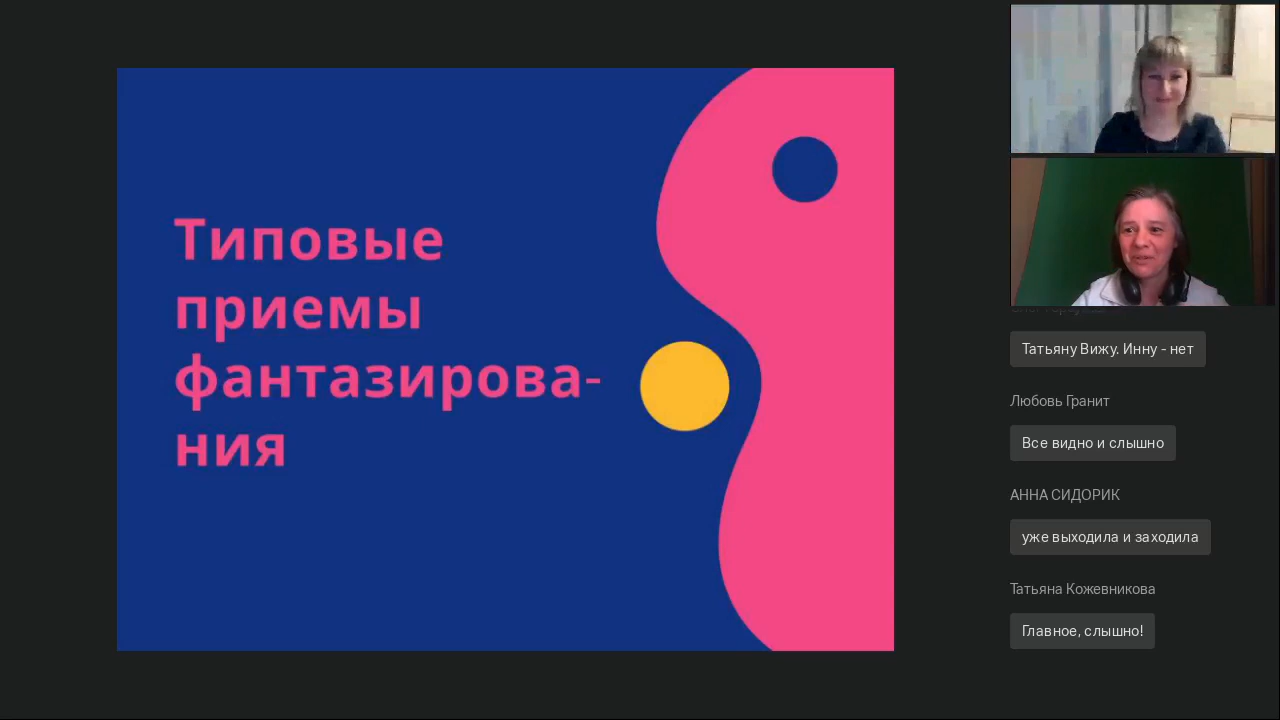 Типовые
приемы
фантазирова-
ния
Татьяну Вижу. Инну - нет
Любовь Гранит
Все видно и слышно
АННА СИДОРИК
уже выходила и заходила
Татьяна Кожевникова
Главное, слышно!